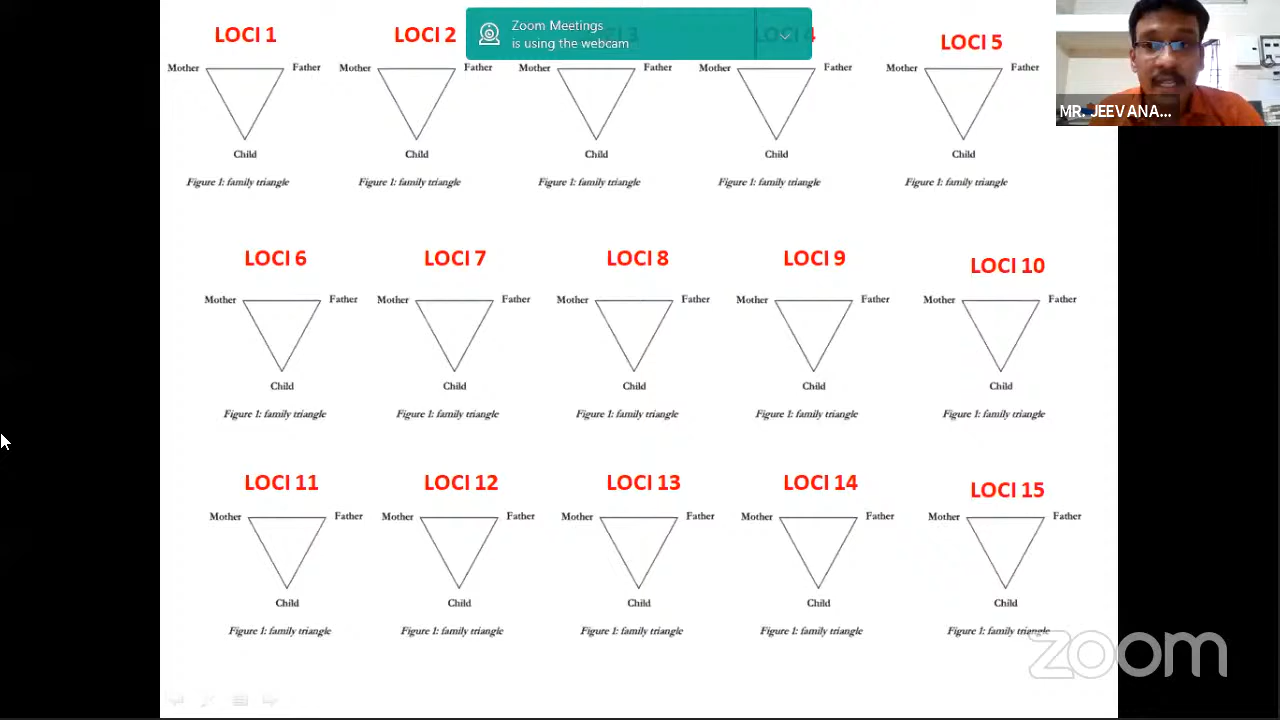 LOCI 1
LOCI 2
Zoom Meetings
is using the webcam
LOCI 5
MR. JEEVANA...
Mother Father
Mother Father
Mother Father
Mother Father
Mother Father
Child
Child
Child
Child
Child
Figure 1: family triangle
Figure 1: family triangle
Figure 1: family triangle
Figure 1: family triangle
Figure 1: family triangle
LOCI 6
LOCI 7
LOCI 8
LOCI 9
LOCI 10
Mother Father
Mother Father
Mother Father
Mother Father
Mother Father
Child
Child
Child
Child
Child
Figure 1: family triangle
Figure 1: family triangle
Figure 1: family triangle
Figure 1: family triangle
Figure 1: family triangle
LOCI 11
LOCI 12
LOCI 13
LOCI 14
LOCI 15
Mother Father
Mother Father
Mother Father
Mother Father
Mother Father
Child
Child
Child
Child
Child
Figure 1: family triangle
Figure 1: family triangle
Figure 1: family triangle
Figure 1: family triangle
Figure 1: family triangle
zoom